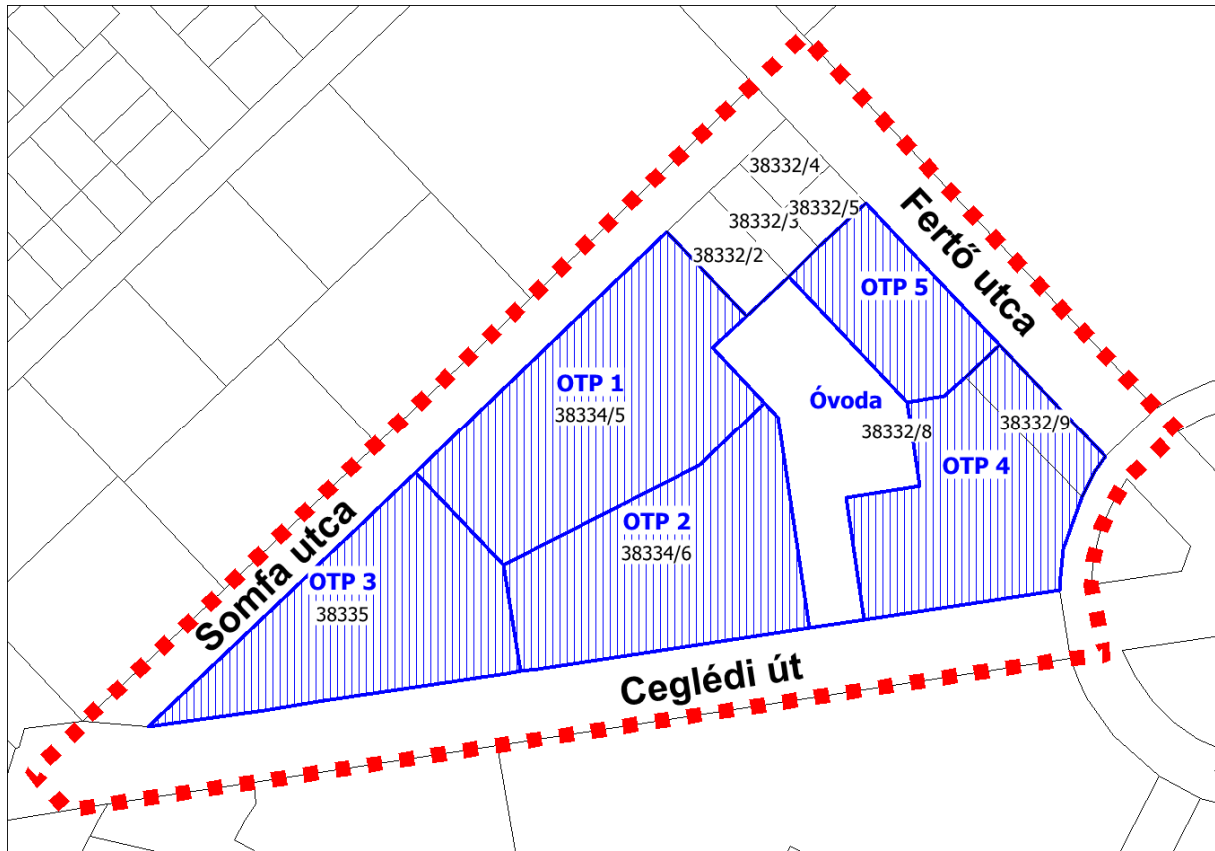 38332/4
38332/5
38332/3
38332/2
Fertő utca
OTP 5
OTP 1
38334/5
Óvoda
38332/9
38332/8
OTP 4
OTP 2
38334/6
Somfa utca
OTP 3
38335
Ceglédi út